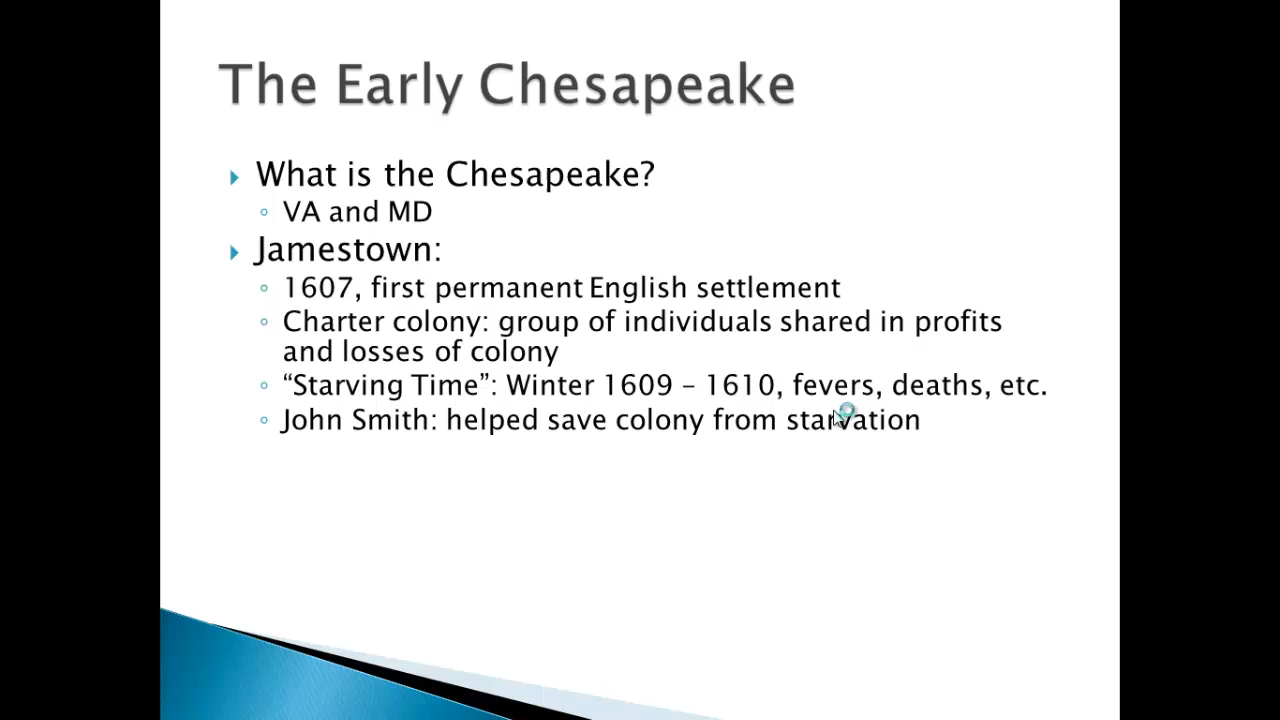 The Early Chesapeake
What is the Chesapeake?
VA and MD
Jamestown:
1607, first permanent English settlement
Charter colony: group of individuals shared in profits
and losses of colony
“Starving Time”: Winter 1609 – 1610, fevers, deaths, etc.
John Smith: helped save colony from starvation